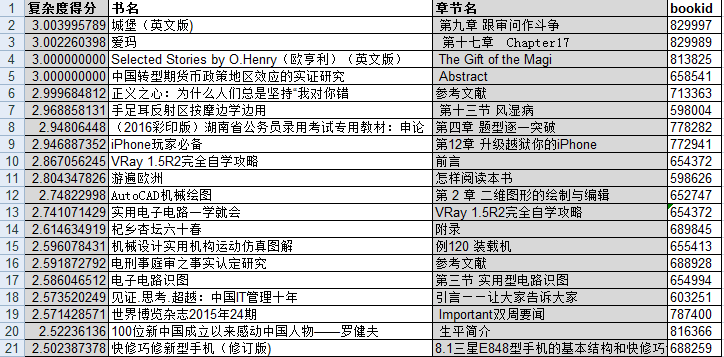 1 复杂度得分 书名 章节名 bookid
2 3.003995789 城堡（英文版) 第九章 跟审问作斗争 829997
3 3.002260398 爱玛 第十七章 Chapter17 829989
4 3.000000000 Selected Stories by O.Henry（欧亨利）（英文版） The Gift of the Magi 813825
5 3.000000000 中国转型期货币政策地区效应的实证研究 Abstract 658541
6 2.999684812 正义之心：为什么人们总是坚持“我对你错 参考文献 713363
7 2.968858131 手足耳反射区按摩边学边用 第十三节 风湿病 598004
8 2.94806448 （2016彩印版）湖南省公务员录用考试专用教材：申论 第四章 题型逐一突破 778282
9 2.946887352 iPhone玩家必备 第12章 升级越狱你的iPhone 772941
10 2.867056245 VRay 1.5R2完全自学攻略 前言 654372
11 2.804347826 游遍欧洲 怎样阅读本书 598626
12 2.74822998 AutoCAD机械绘图 第 2 章 二维图形的绘制与编辑 652747
13 2.741071429 实用电子电路一学就会 VRay 1.5R2完全自学攻略 654372
14 2.614634919 杞乡杏坛六十春 附录 689845
15 2.596078431 机械设计实用机构运动仿真图解 例120 装载机 655413
16 2.591872792 电刑事庭审之事实认定研究 参考文献 688928
17 2.586046512 电子电路识图 第三节 实用型电路识图 654994
18 2.573520249 见证.思考.超越：中国IT管理十年 引言－－让大家告诉大家 603251
19 2.571428571 世界博览杂志2015年24期 Important双周要闻 787400
20 2.52236136 100位新中国成立以来感动中国人物——罗健夫 生平简介 816366
21 2.502387378 快修巧修新型手机（修订版) 8.1三星E848型手机的基本结构和快修巧 688259